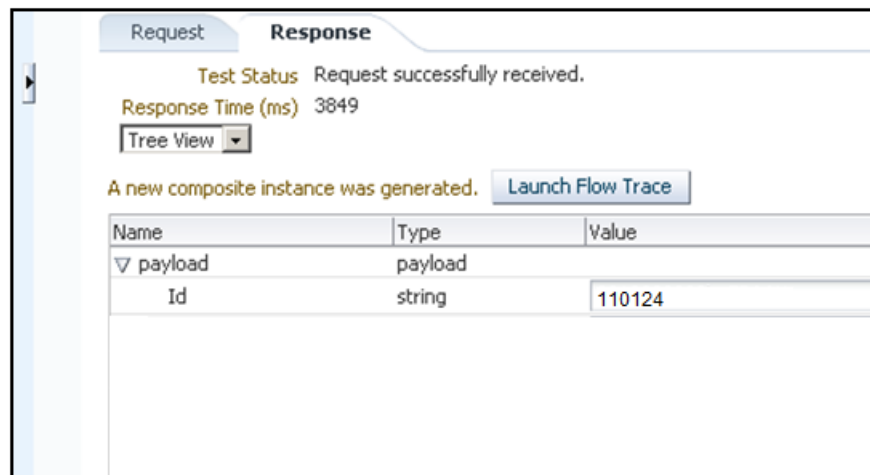 Request Response
Test Status Request successfully received.
Response Time (ms) 3849
Tree View
A new composite instance was generated. Launch Flow Trace
Name Type Value
payload payload
Id string 110124